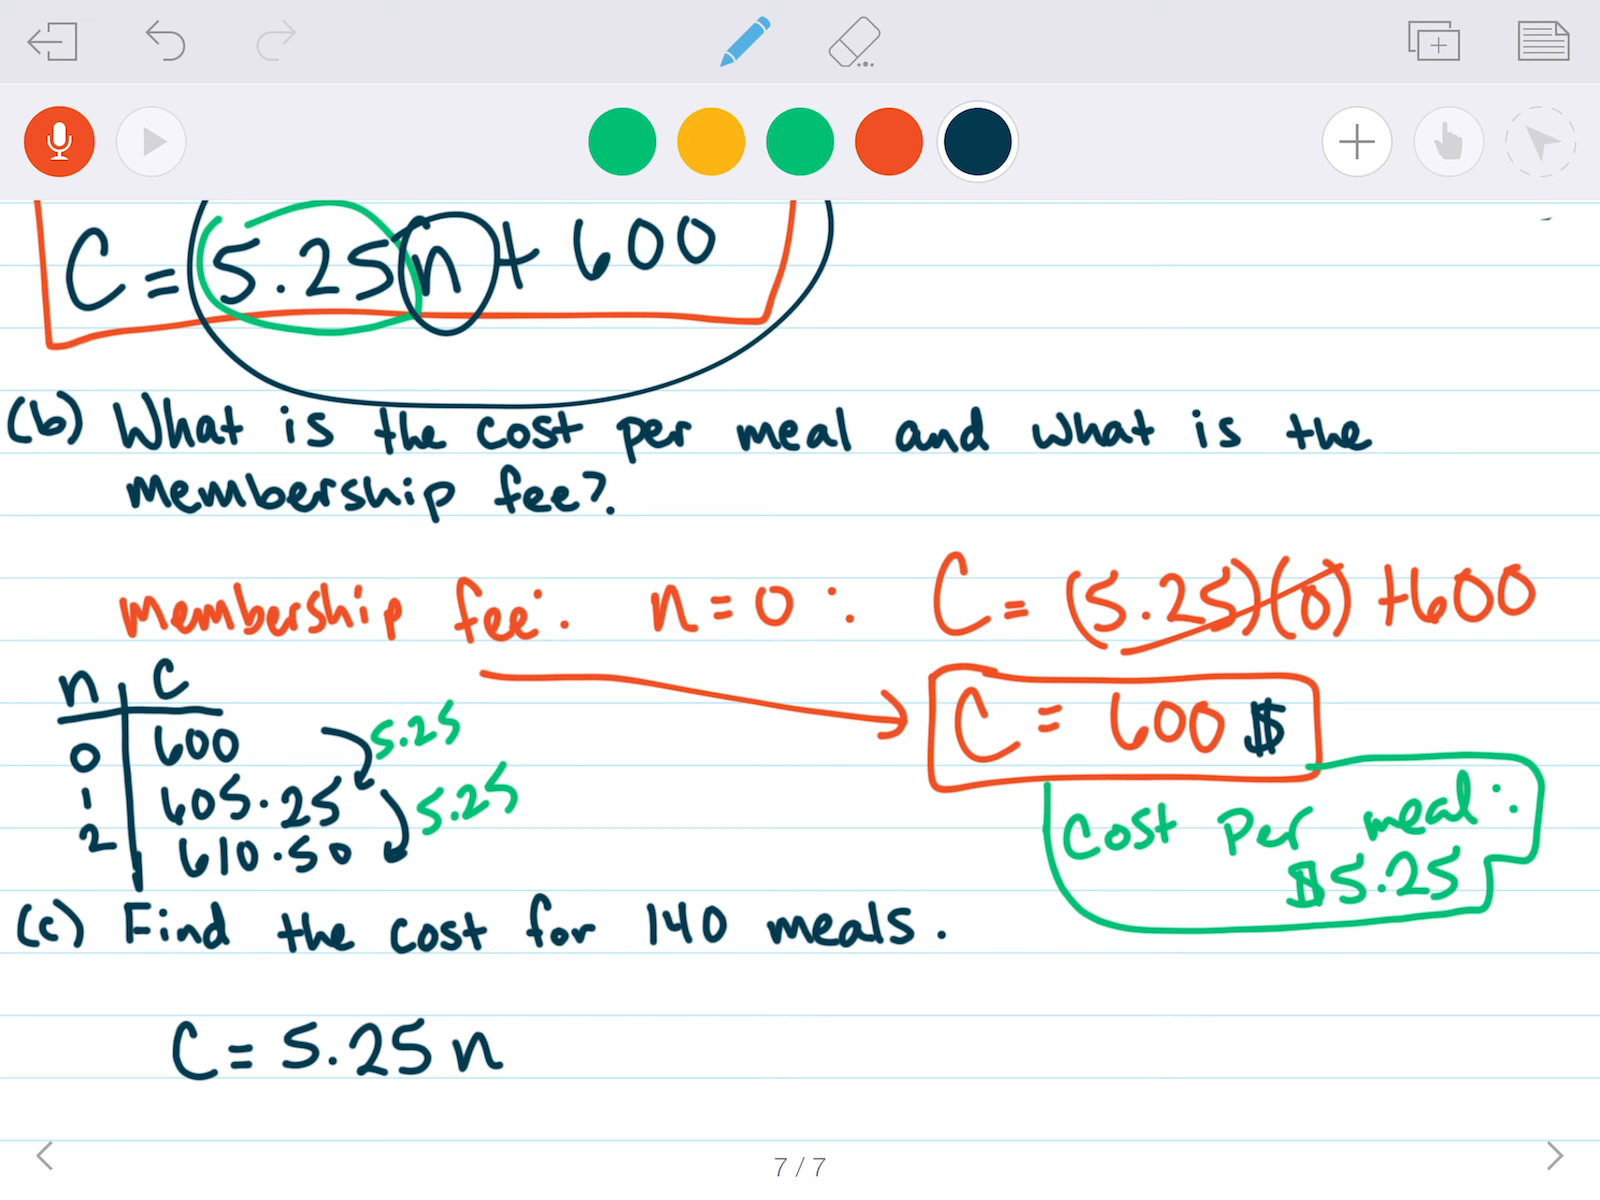 C = 5.25n + 600
(b) What is the cost per meal and what is the
membership fee?
membership fee: n = 0 : C = (5.25)(0) + 600
C = 600 $
n C
0 600 5.25
1 605.25 5.25
2 610.50
Cost per meal:
$5.25
(c) Find the cost for 140 meals.
C = 5.25n
7 / 7